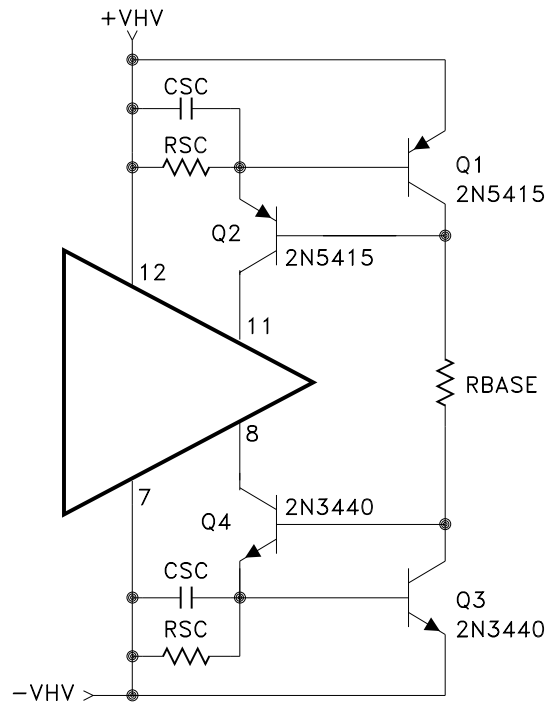 +VHV
CSC
RSC
Q1
2N5415
Q2
2N5415
12
11
RBASE
8
7
2N3440
Q4
CSC
Q3
RSC
2N3440
-VHV